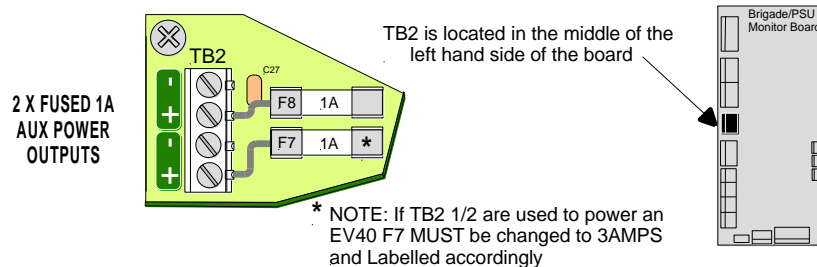 TB2 is located in the middle of the
left hand side of the board
Brigade/PSU
Monitor Board
TB2
C27
-
+
-
+
F8 1A
F7 1A *
2 X FUSED 1A
AUX POWER
OUTPUTS
* NOTE: If TB2 1/2 are used to power an
EV40 F7 MUST be changed to 3AMPS
and Labelled accordingly